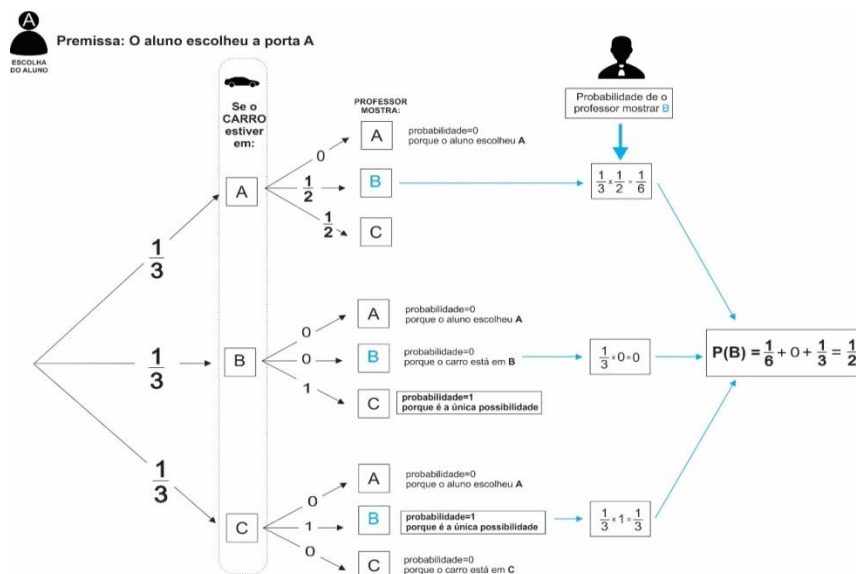 A
ESCOLHA
DO ALUNO
Premissa: O aluno escolheu a porta A
Se o
CARRO
estiver
em:
PROFESSOR
MOSTRA:
Probabilidade de o
professor mostrar B
1/3
A
0
A
probabilidade=0
porque o aluno escolheu A
1/2
B
1/3 x 1/2 = 1/6
1/2
C
1/3
B
0
A
probabilidade=0
porque o aluno escolheu A
0
B
probabilidade=0
porque o carro está em B
1/3 x 0 = 0
1
C
probabilidade=1
porque é a única possibilidade
P(B) = 1/6 + 0 + 1/3 = 1/2
1/3
C
0
A
probabilidade=0
porque o aluno escolheu A
1
B
probabilidade=1
porque é a única possibilidade
1/3 x 1 = 1/3
0
C
probabilidade=0
porque o carro está em C